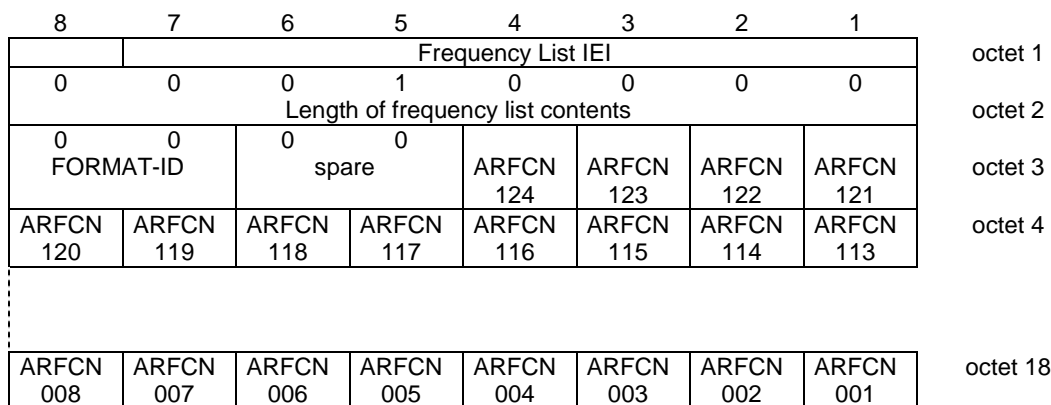 8 7 6 5 4 3 2 1
Frequency List IEI octet 1
0 0 0 1 0 0 0 0
Length of frequency list contents octet 2
0 0 0 0
FORMAT-ID spare ARFCN ARFCN ARFCN ARFCN octet 3
124 123 122 121
ARFCN ARFCN ARFCN ARFCN ARFCN ARFCN ARFCN ARFCN octet 4
120 119 118 117 116 115 114 113
ARFCN ARFCN ARFCN ARFCN ARFCN ARFCN ARFCN ARFCN octet 18
008 007 006 005 004 003 002 001